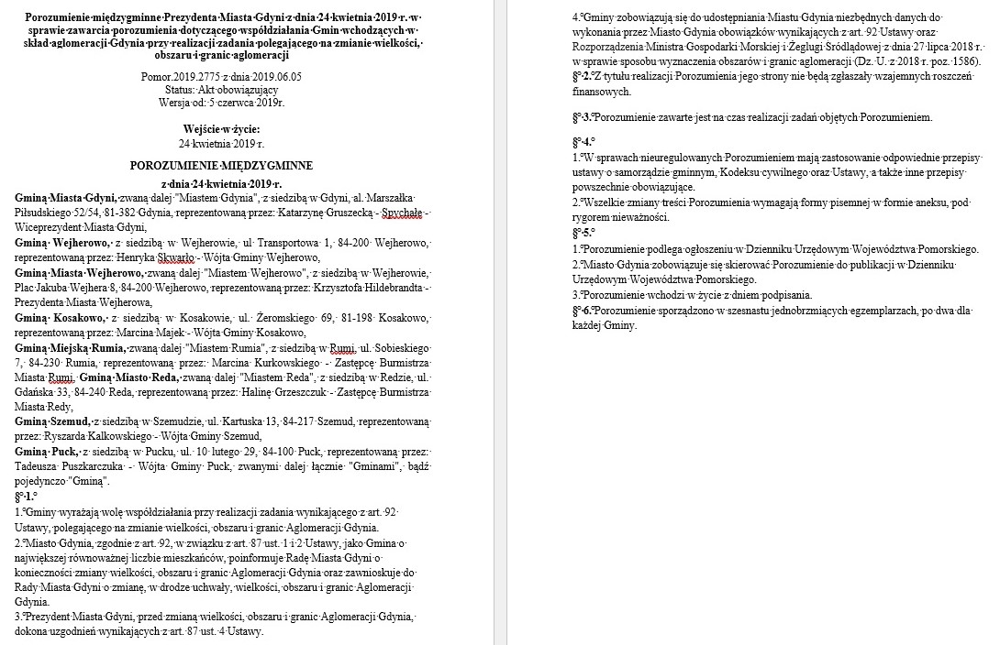 Porozumienie międzygminne Prezydenta Miasta Gdyni z dnia 24 kwietnia 2019 r. w
sprawie zawarcia porozumienia dotyczącego współdziałania Gmin wchodzących w
skład aglomeracji Gdynia przy realizacji zadania polegającego na zmianie wielkości,
obszaru i granic aglomeracji
Pomor.2019.2775 z dnia 2019.06.05
Status: Akt obowiązujący
Wersja od: 5 czerwca 2019r.
Wejście w życie:
24 kwietnia 2019 r.
POROZUMIENIE MIĘDZYGMINNE
z dnia 24 kwietnia 2019 r.
Gminą Miasta Gdyni, zwaną dalej "Miastem Gdynia", z siedzibą w Gdyni, al. Marszałka
Piłsudskiego 52/54, 81-382 Gdynia, reprezentowaną przez: Katarzynę Gruszecką - Spychałę -
Wiceprezydent Miasta Gdyni,
Gminą Wejherowo, z siedzibą w Wejherowie, ul Transportowa 1, 84-200 Wejherowo,
reprezentowaną przez: Henryka Skwarło - Wójta Gminy Wejherowo,
Gminą Miasta Wejherowo, zwaną dalej "Miastem Wejherowo", z siedzibą w Wejherowie,
Plac Jakuba Wejhera 8, 84-200 Wejherowo, reprezentowaną przez: Krzysztofa Hildebrandta -
Prezydenta Miasta Wejherowa,
Gminą Kosakowo, z siedzibą w Kosakowie, ul. Żeromskiego 69, 81-198 Kosakowo,
reprezentowaną przez: Marcina Majek - Wójta Gminy Kosakowo,
Gminą Miejską Rumia, zwaną dalej "Miastem Rumia", z siedzibą w Rumi, ul. Sobieskiego
7, 84-230 Rumia, reprezentowaną przez: Marcina Kurkowskiego - Zastępcę Burmistrza
Miasta Rumi, Gminą Miasto Reda, zwaną dalej "Miastem Reda", z siedzibą w Redzie, ul.
Gdańska 33, 84-240 Reda, reprezentowaną przez: Halinę Grzeszczuk - Zastępcę Burmistrza
Miasta Redy,
Gminą Szemud, z siedzibą w Szemudzie, ul. Kartuska 13, 84-217 Szemud, reprezentowaną
przez: Ryszarda Kalkowskiego - Wójta Gminy Szemud,
Gminą Puck, z siedzibą w Pucku, ul. 10 lutego 29, 84-100 Puck, reprezentowaną przez:
Tadeusza Puszkarczuka - Wójta Gminy Puck, zwanymi dalej łącznie "Gminami", bądź
pojedynczo "Gminą".
§ 1.
1. Gminy wyrażają wolę współdziałania przy realizacji zadania wynikającego z art. 92
Ustawy, polegającego na zmianie wielkości, obszaru i granic Aglomeracji Gdynia.
2. Miasto Gdynia, zgodnie z art. 92, w związku z art. 87 ust. 1 i 2 Ustawy, jako Gmina o
największej równoważnej liczbie mieszkańców, poinformuje Radę Miasta Gdyni o
konieczności zmiany wielkości, obszaru i granic Aglomeracji Gdynia oraz zawnioskuje do
Rady Miasta Gdyni o zmianę, w drodze uchwały, wielkości, obszaru i granic Aglomeracji
Gdynia.
3. Prezydent Miasta Gdyni, przed zmianą wielkości, obszaru i granic Aglomeracji Gdynia,
dokona uzgodnień wynikających z art. 87 ust. 4 Ustawy.
4. Gminy zobowiązują się do udostępniania Miastu Gdynia niezbędnych danych do
wykonania przez Miasto Gdynia obowiązków wynikających z art. 92 Ustawy oraz
Rozporządzenia Ministra Gospodarki Morskiej i Żeglugi Śródlądowej z dnia 27 lipca 2018 r.
w sprawie sposobu wyznaczenia obszarów i granic aglomeracji (Dz. U. z 2018 r. poz. 1586).
§ 2. Z tytułu realizacji Porozumienia jego strony nie będą zgłaszały wzajemnych roszczeń
finansowych.
§ 3. Porozumienie zawarte jest na czas realizacji zadań objętych Porozumieniem.
§ 4.
1. W sprawach nieuregulowanych Porozumieniem mają zastosowanie odpowiednie przepisy
ustawy o samorządzie gminnym, Kodeksu cywilnego oraz Ustawy, a także inne przepisy
powszechnie obowiązujące.
2. Wszelkie zmiany treści Porozumienia wymagają formy pisemnej w formie aneksu, pod
rygorem nieważności.
§ 5.
1. Porozumienie podlega ogłoszeniu w Dzienniku Urzędowym Województwa Pomorskiego.
2. Miasto Gdynia zobowiązuje się skierować Porozumienie do publikacji w Dzienniku
Urzędowym Województwa Pomorskiego.
3. Porozumienie wchodzi w życie z dniem podpisania.
§ 6. Porozumienie sporządzono w szesnastu jednobrzmiących egzemplarzach, po dwa dla
każdej Gminy.